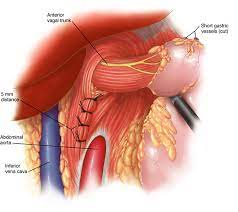 Anterior
vagal trunk
Short gastric
vessels (cut)
5 mm
distance
Abdominal
aorta
Inferior
vena cava